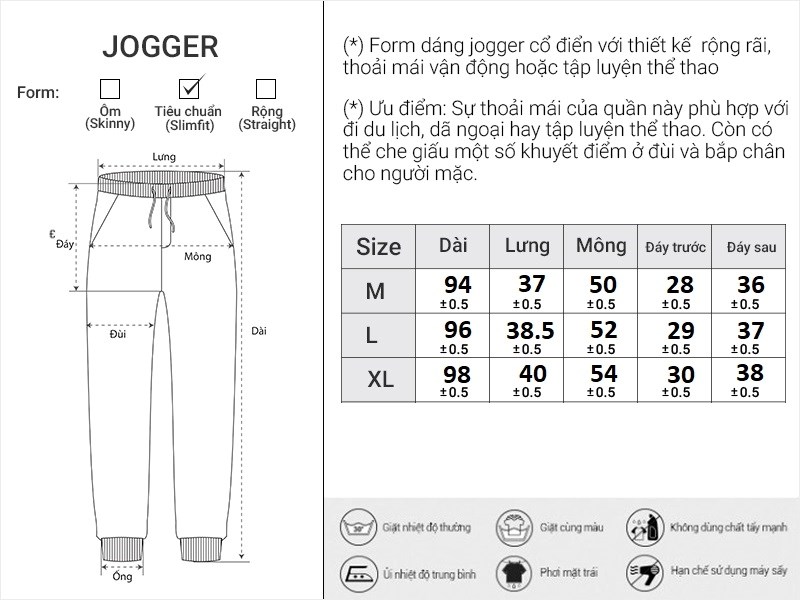 JOGGER
Form:
Ôm
(Skinny)
Tiêu chuẩn
(Slimfit)
Rộng
(Straight)
Lưng
Đáy
Mông
Đùi
Dài
Ống
(*) Form dáng jogger cổ điển với thiết kế rộng rãi,
thoải mái vận động hoặc tập luyện thể thao
(*) Ưu điểm: Sự thoải mái của quần này phù hợp với
đi du lịch, dã ngoại hay tập luyện thể thao. Còn có
thể che giấu một số khuyết điểm ở đùi và bắp chân
cho người mặc.
Size Dài Lưng Mông Đáy trước Đáy sau
M 94 37 50 28 36
±0.5 ±0.5 ±0.5 ±0.5 ±0.5
L 96 38.5 52 29 37
±0.5 ±0.5 ±0.5 ±0.5 ±0.5
XL 98 40 54 30 38
±0.5 ±0.5 ±0.5 ±0.5 ±0.5
30°
Giặt nhiệt độ thường
Giặt cùng màu
Không dùng chất tẩy mạnh
Ủi nhiệt độ trung bình
Phơi mặt trái
Hạn chế sử dụng máy sấy